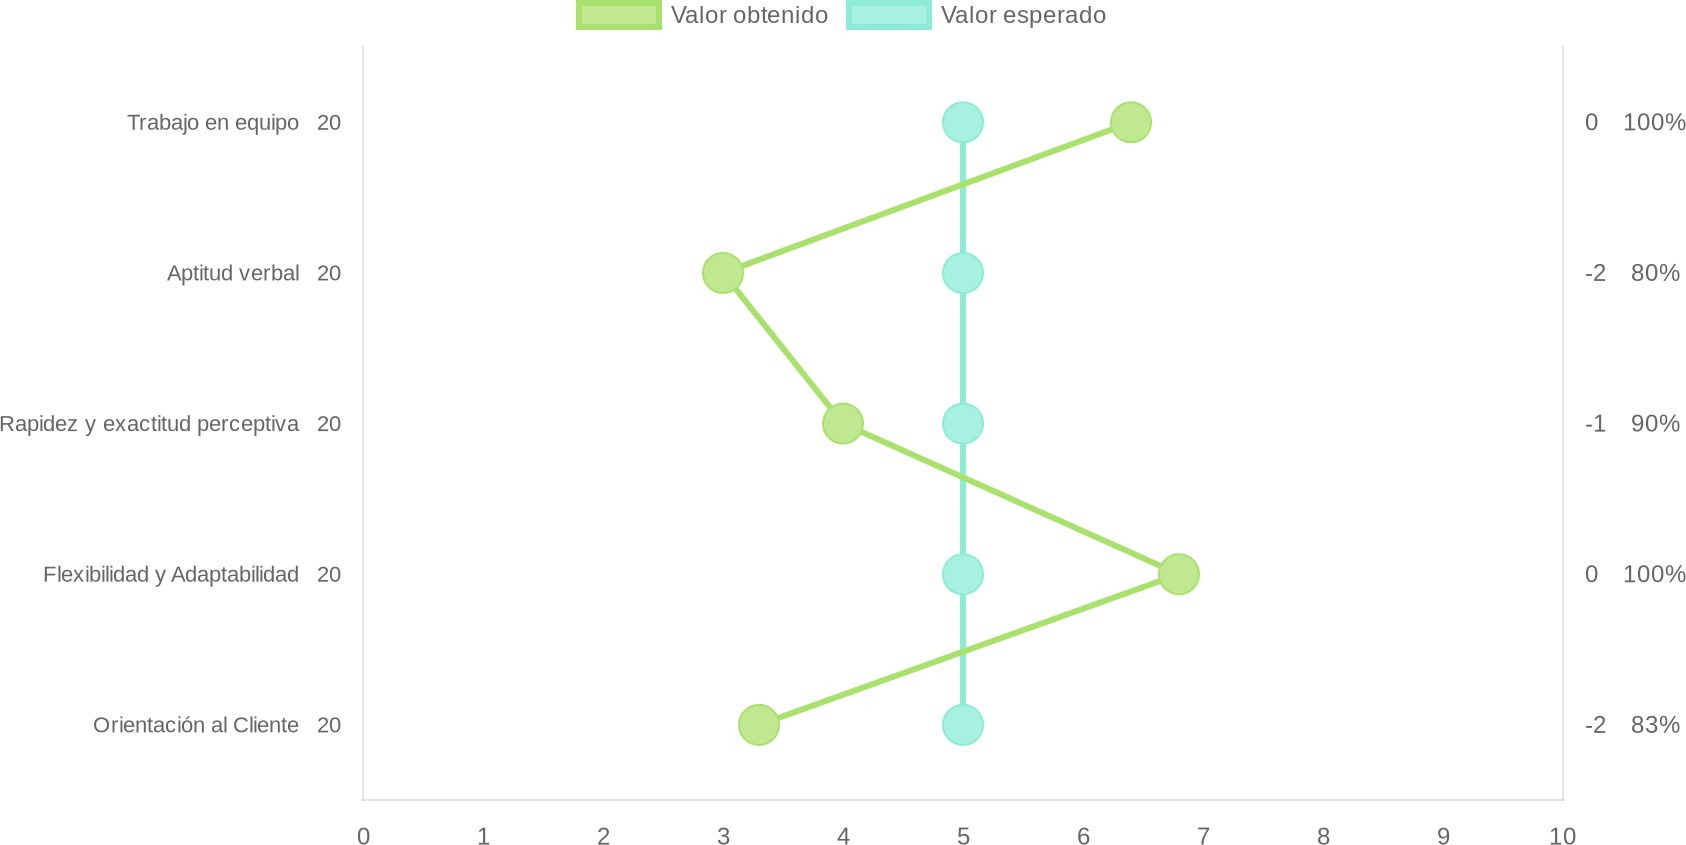 Valor obtenido Valor esperado
Trabajo en equipo 20 0 100%
Aptitud verbal 20 -2 80%
Rapidez y exactitud perceptiva 20 -1 90%
Flexibilidad y Adaptabilidad 20 0 100%
Orientación al Cliente 20 -2 83%
0 1 2 3 4 5 6 7 8 9 10